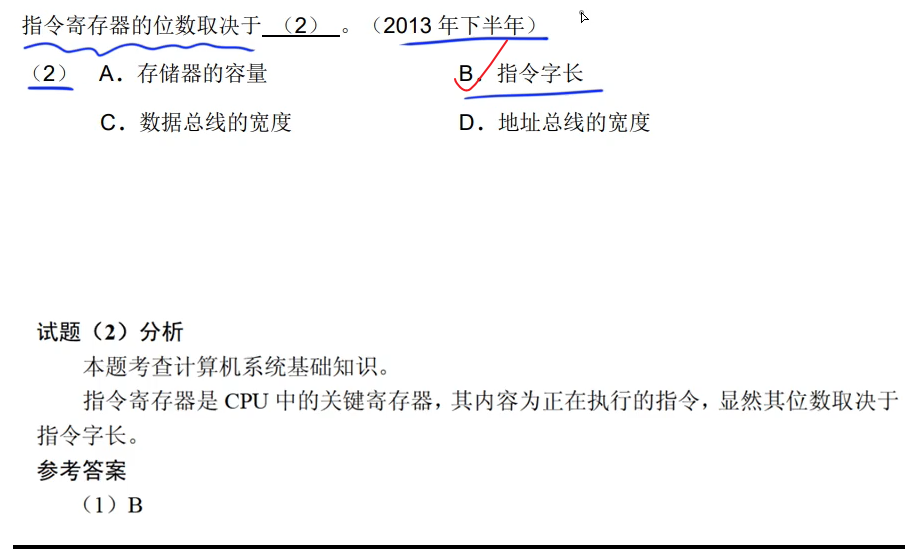 指令寄存器的位数取决于 （2） 。（2013 年下半年）
（2） A．存储器的容量 B．指令字长
C．数据总线的宽度 D．地址总线的宽度
试题（2）分析
本题考查计算机系统基础知识。
指令寄存器是 CPU 中的关键寄存器，其内容为正在执行的指令，显然其位数取决于
指令字长。
参考答案
（1）B